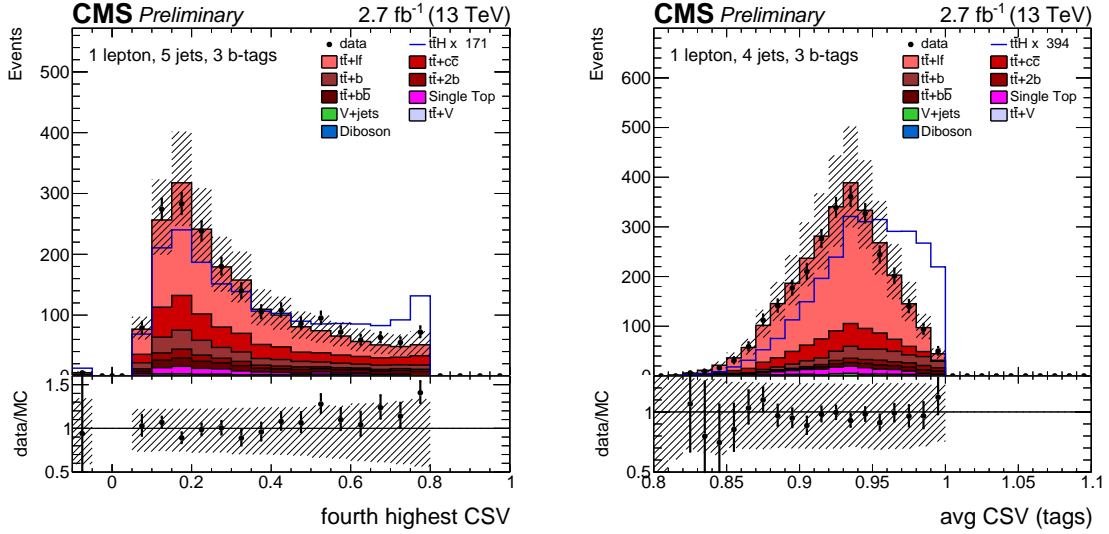 CMS Preliminary 2.7 fb⁻¹ (13 TeV)
Events
1 lepton, 5 jets, 3 b-tags
data
tt̄H x 171
tt̄+lf
tt̄+cc̄
tt̄+b
tt̄+2b
tt̄+bb̄
Single Top
V+jets
tt̄+V
Diboson
500
400
300
200
100
0
data/MC
1.5
1
0.5
0 0.2 0.4 0.6 0.8 1
fourth highest CSV
CMS Preliminary 2.7 fb⁻¹ (13 TeV)
Events
1 lepton, 4 jets, 3 b-tags
data
tt̄H x 394
tt̄+lf
tt̄+cc̄
tt̄+b
tt̄+2b
tt̄+bb̄
Single Top
V+jets
tt̄+V
Diboson
700
600
500
400
300
200
100
0
data/MC
1
0.5
0.8 0.85 0.9 0.95 1 1.05 1.1
avg CSV (tags)